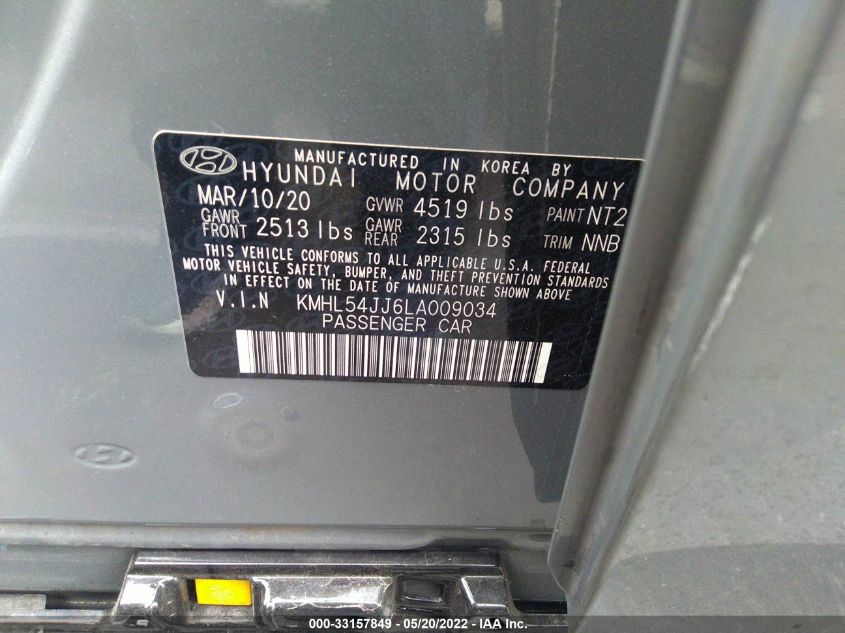 MANUFACTURED IN KOREA BY
HYUNDAI MOTOR COMPANY
MAR/10/20 GVWR 4519 lbs PAINT NT2
GAWR FRONT 2513 lbs GAWR REAR 2315 lbs TRIM NNB
THIS VEHICLE CONFORMS TO ALL APPLICABLE U.S.A. FEDERAL
MOTOR VEHICLE SAFETY, BUMPER, AND THEFT PREVENTION STANDARDS
IN EFFECT ON THE DATE OF MANUFACTURE SHOWN ABOVE
V.I.N KMHL54JJ6LA009034
PASSENGER CAR
000-33157849 - 05/20/2022 - IAA Inc.